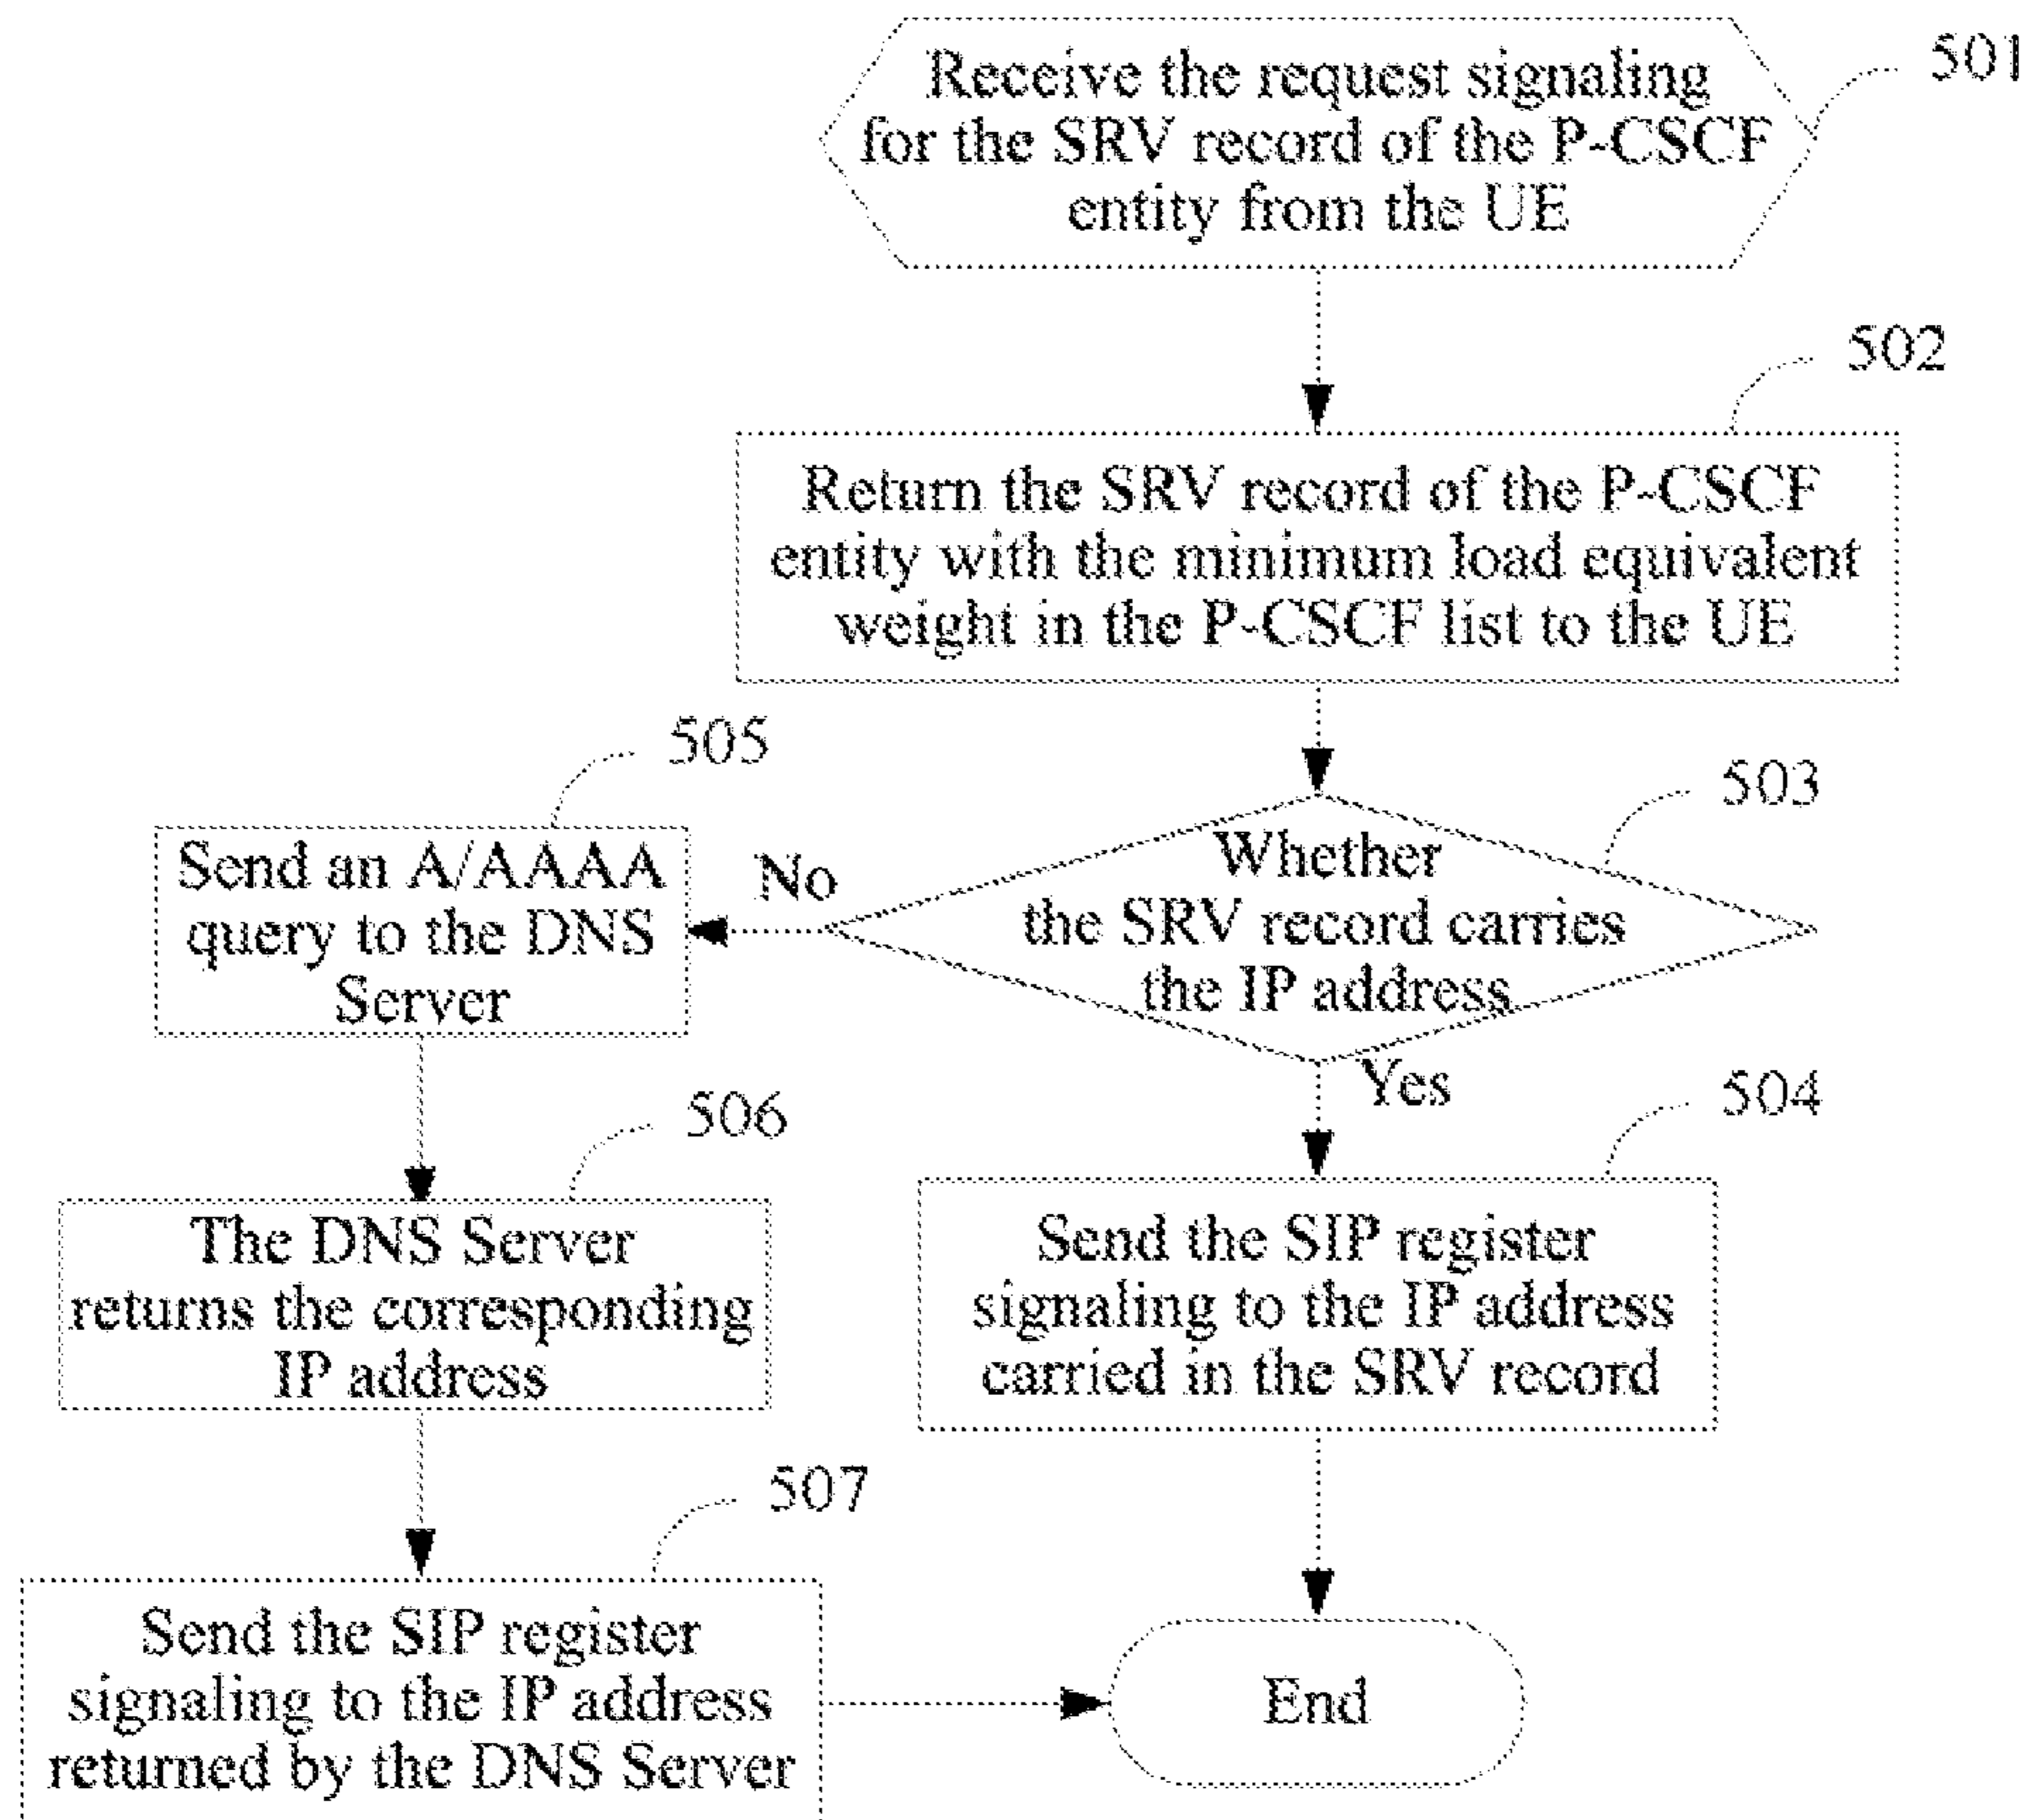 Receive the request signaling
for the SRV record of the P-CSCF
entity from the UE
501
502
Return the SRV record of the P-CSCF
entity with the minimum load equivalent
weight in the P-CSCF list to the UE
503
Whether
the SRV record carries
the IP address
No
Yes
505
Send an A/AAAA
query to the DNS
Server
504
Send the SIP register
signaling to the IP address
carried in the SRV record
506
The DNS Server
returns the corresponding
IP address
507
Send the SIP register
signaling to the IP address
returned by the DNS Server
End